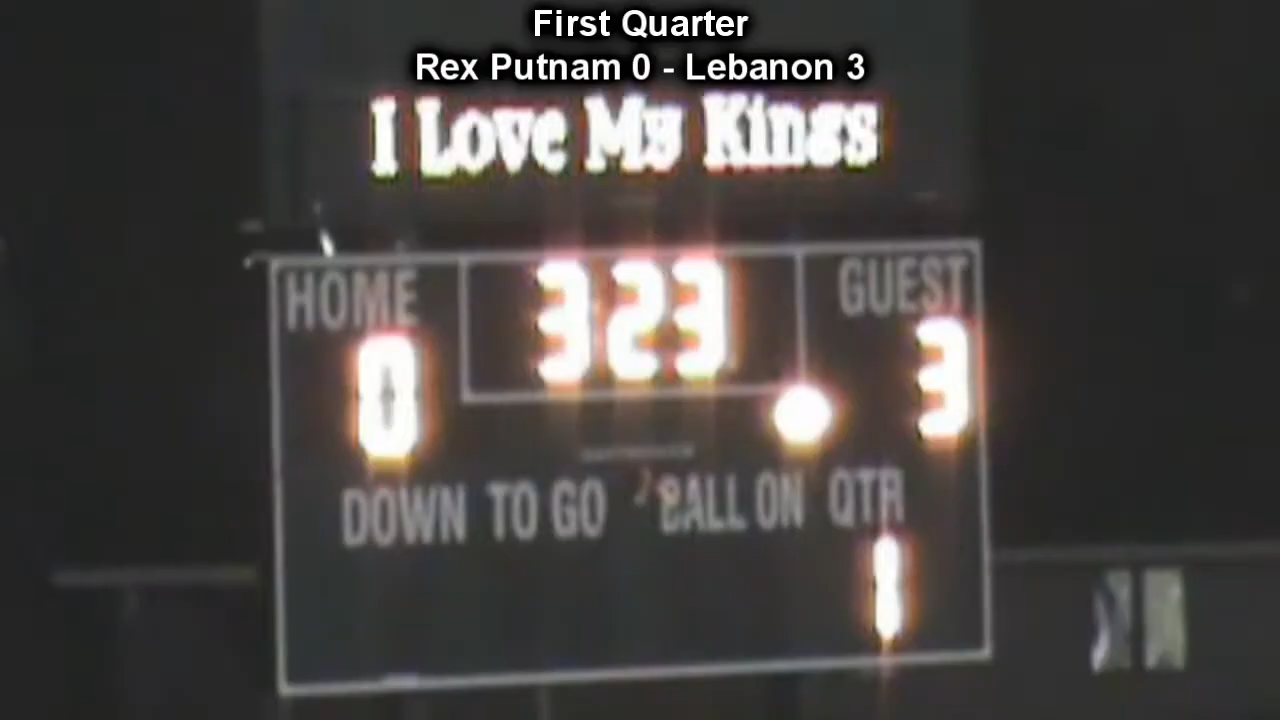 First Quarter
Rex Putnam 0 - Lebanon 3
I Love My Kings
HOME 323 GUEST
0 3
DOWN TO GO BALL ON QTR
1